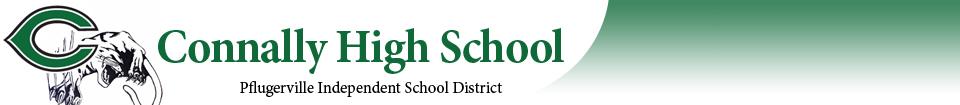 C
Connally High School
Pflugerville Independent School District